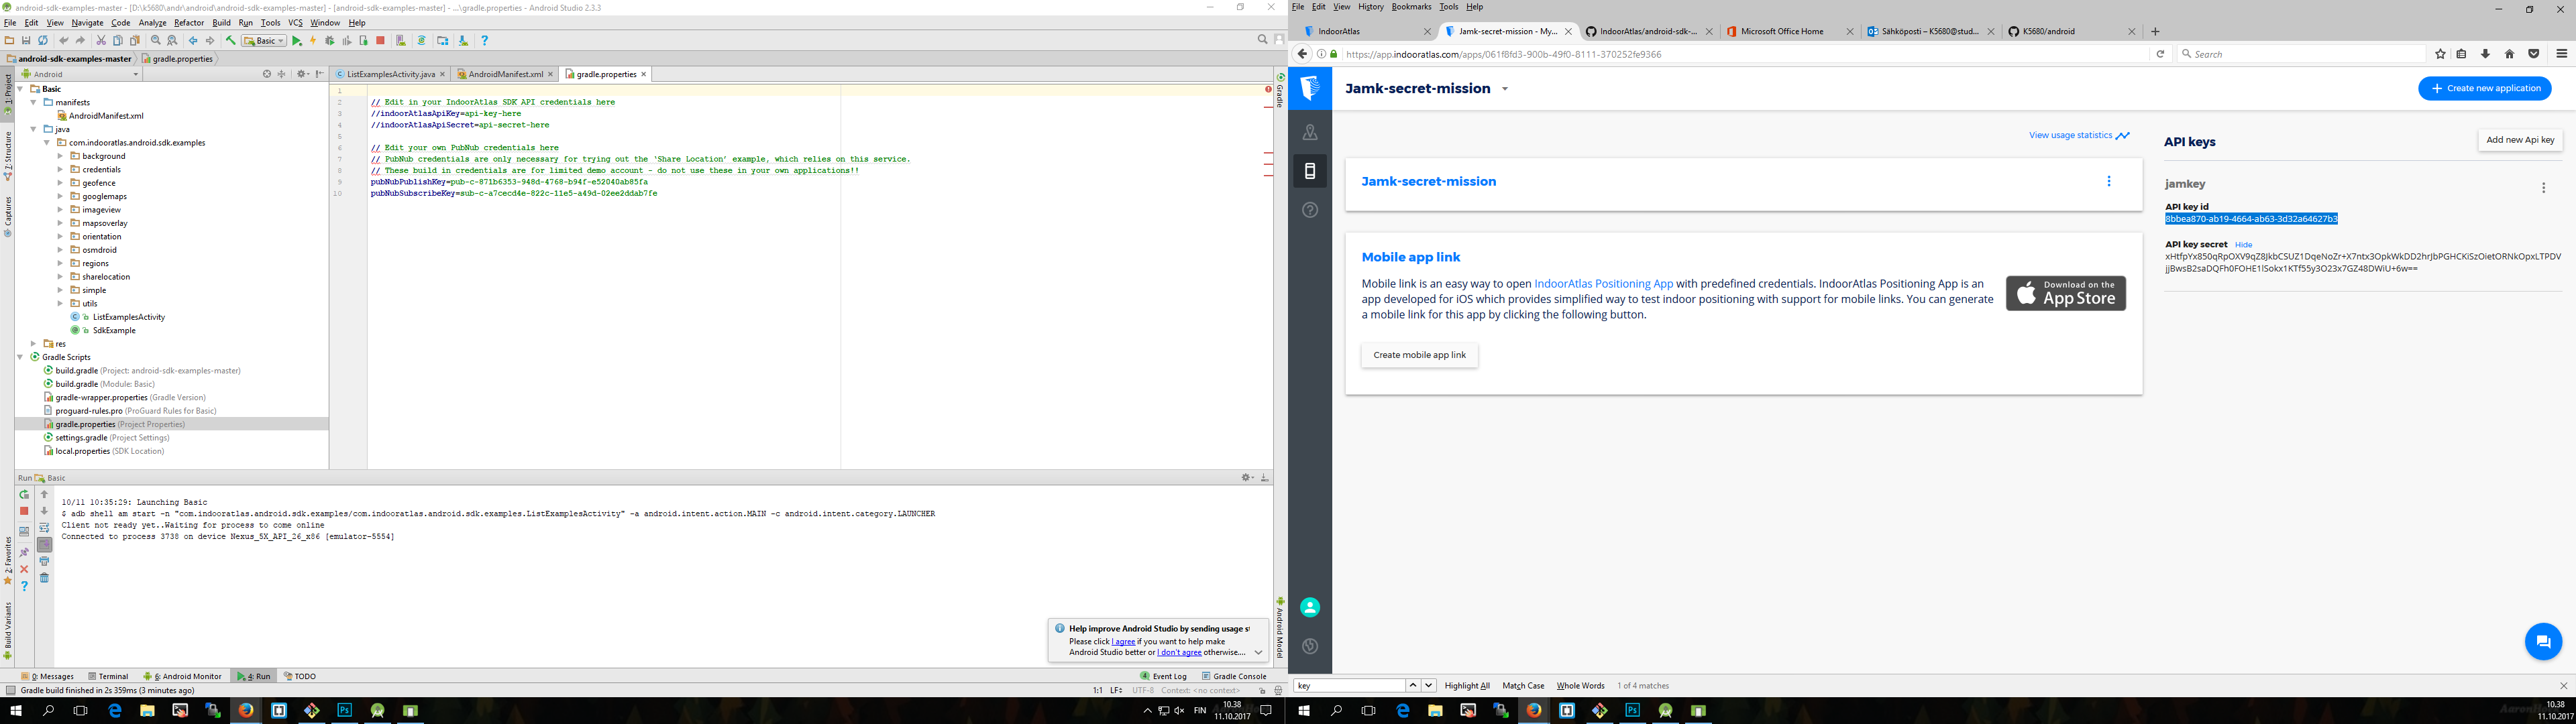 android-sdk-examples-master - [D:\k5680\andr\android\android-sdk-examples-master] - [android-sdk-examples-master] - ...\gradle.properties - Android Studio 2.3.3
File Edit View Navigate Code Analyze Refactor Build Run Tools VCS Window Help
Basic
android-sdk-examples-master gradle.properties
Android
ListExamplesActivity.java AndroidManifest.xml gradle.properties
1: Project
7: Structure
Captures
2: Favorites
Build Variants
Basic
manifests
AndroidManifest.xml
java
com.indooratlas.android.sdk.examples
background
credentials
geofence
googlemaps
imageview
mapsoverlay
orientation
osmdroid
regions
sharelocation
simple
utils
ListExamplesActivity
SdkExample
res
Gradle Scripts
build.gradle (Project: android-sdk-examples-master)
build.gradle (Module: Basic)
gradle-wrapper.properties (Gradle Version)
proguard-rules.pro (ProGuard Rules for Basic)
gradle.properties (Project Properties)
settings.gradle (Project Settings)
local.properties (SDK Location)
1
2 // Edit in your IndoorAtlas SDK API credentials here
3 //indoorAtlasApiKey=api-key-here
4 //indoorAtlasApiSecret=api-secret-here
5
6 // Edit your own PubNub credentials here
7 // PubNub credentials are only necessary for trying out the 'Share Location' example, which relies on this service.
8 // These build in credentials are for limited demo account - do not use these in your own applications!!
9 pubNubPublishKey=pub-c-871b6353-948d-4768-b94f-e52040ab85fa
10 pubNubSubscribeKey=sub-c-a7cecd4e-822c-11e5-a49d-02ee2ddab7fe
Gradle
Android Model
Run Basic
10/11 10:35:29: Launching Basic
$ adb shell am start -n "com.indooratlas.android.sdk.examples/com.indooratlas.android.sdk.examples.ListExamplesActivity" -a android.intent.action.MAIN -c android.intent.category.LAUNCHER
Client not ready yet..Waiting for process to come online
Connected to process 3738 on device Nexus_5X_API_26_x86 [emulator-5554]
Help improve Android Studio by sending usage s
Please click I agree if you want to help make
Android Studio better or I don't agree otherwise....
0: Messages Terminal 6: Android Monitor 4: Run TODO
Event Log Gradle Console
Gradle build finished in 2s 359ms (3 minutes ago)
1:1 LF÷ UTF-8 Context: <no context>
FIN 10.38
11.10.2017
File Edit View History Bookmarks Tools Help
IndoorAtlas
Jamk-secret-mission - My...
IndoorAtlas/android-sdk-...
Microsoft Office Home
Sähköposti – K5680@stud...
K5680/android
https://app.indooratlas.com/apps/061f8fd3-900b-49f0-8111-370252fe9366
Search
Jamk-secret-mission
Create new application
View usage statistics
Jamk-secret-mission
Mobile app link
Mobile link is an easy way to open IndoorAtlas Positioning App with predefined credentials. IndoorAtlas Positioning App is an
app developed for iOS which provides simplified way to test indoor positioning with support for mobile links. You can generate
a mobile link for this app by clicking the following button.
Download on the
App Store
Create mobile app link
API keys
Add new Api key
jamkey
API key id
8bbea870-ab19-4664-ab63-3d32a64627b3
API key secret Hide
xHtfpYx850qRpOXV9qZ8JkbCSUZ1DqeNoZr+X7ntx3OpkWkDD2hrJbPGHCKiSzOietORNkOpxLTPDV
jjBwsB2saDQFh0FOHE1lSokx1KTf55y3O23x7GZ48DWiU+6w==
key
Highlight All Match Case Whole Words 1 of 4 matches
10.38
11.10.2017